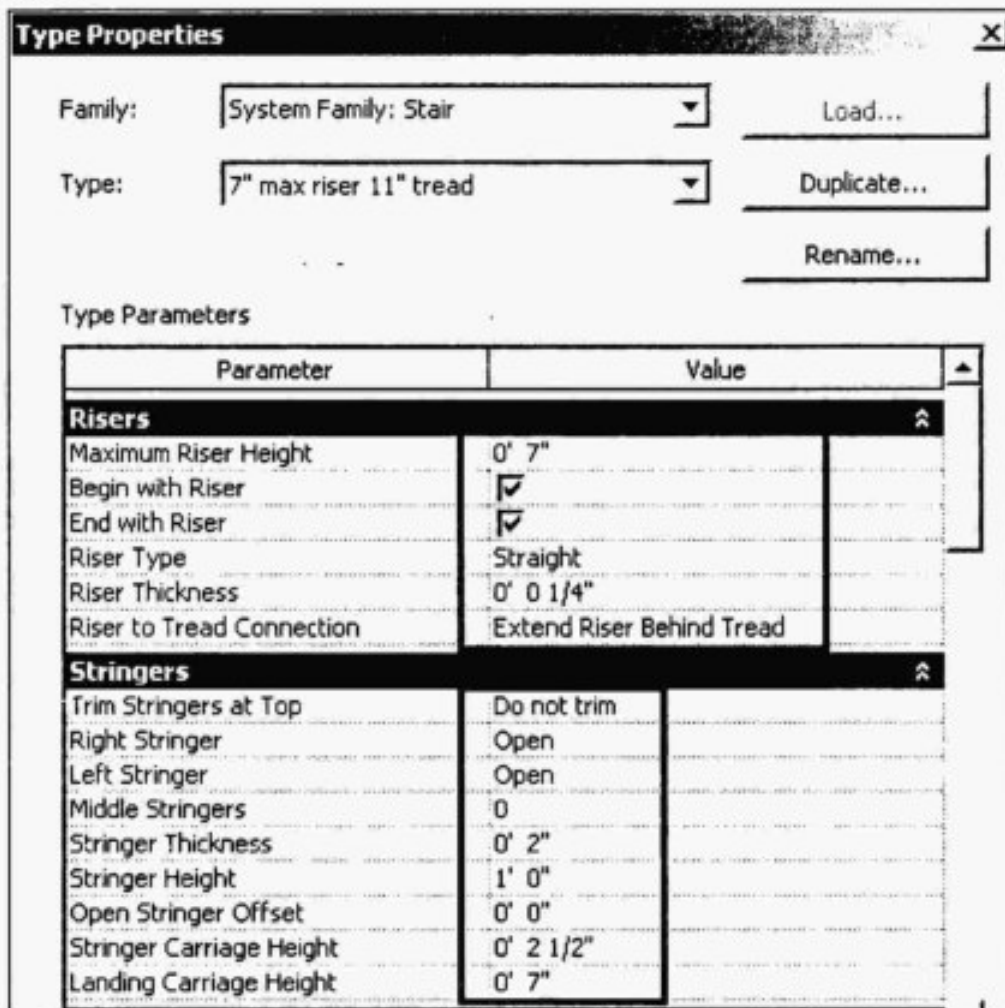 Type Properties
Family: System Family: Stair Load...
Type: 7" max riser 11" tread Duplicate...
Rename...
Type Parameters
Parameter Value
Risers
Maximum Riser Height 0' 7"
Begin with Riser
End with Riser
Riser Type Straight
Riser Thickness 0' 0 1/4"
Riser to Tread Connection Extend Riser Behind Tread
Stringers
Trim Stringers at Top Do not trim
Right Stringer Open
Left Stringer Open
Middle Stringers 0
Stringer Thickness 0' 2"
Stringer Height 1' 0"
Open Stringer Offset 0' 0"
Stringer Carriage Height 0' 2 1/2"
Landing Carriage Height 0' 7"